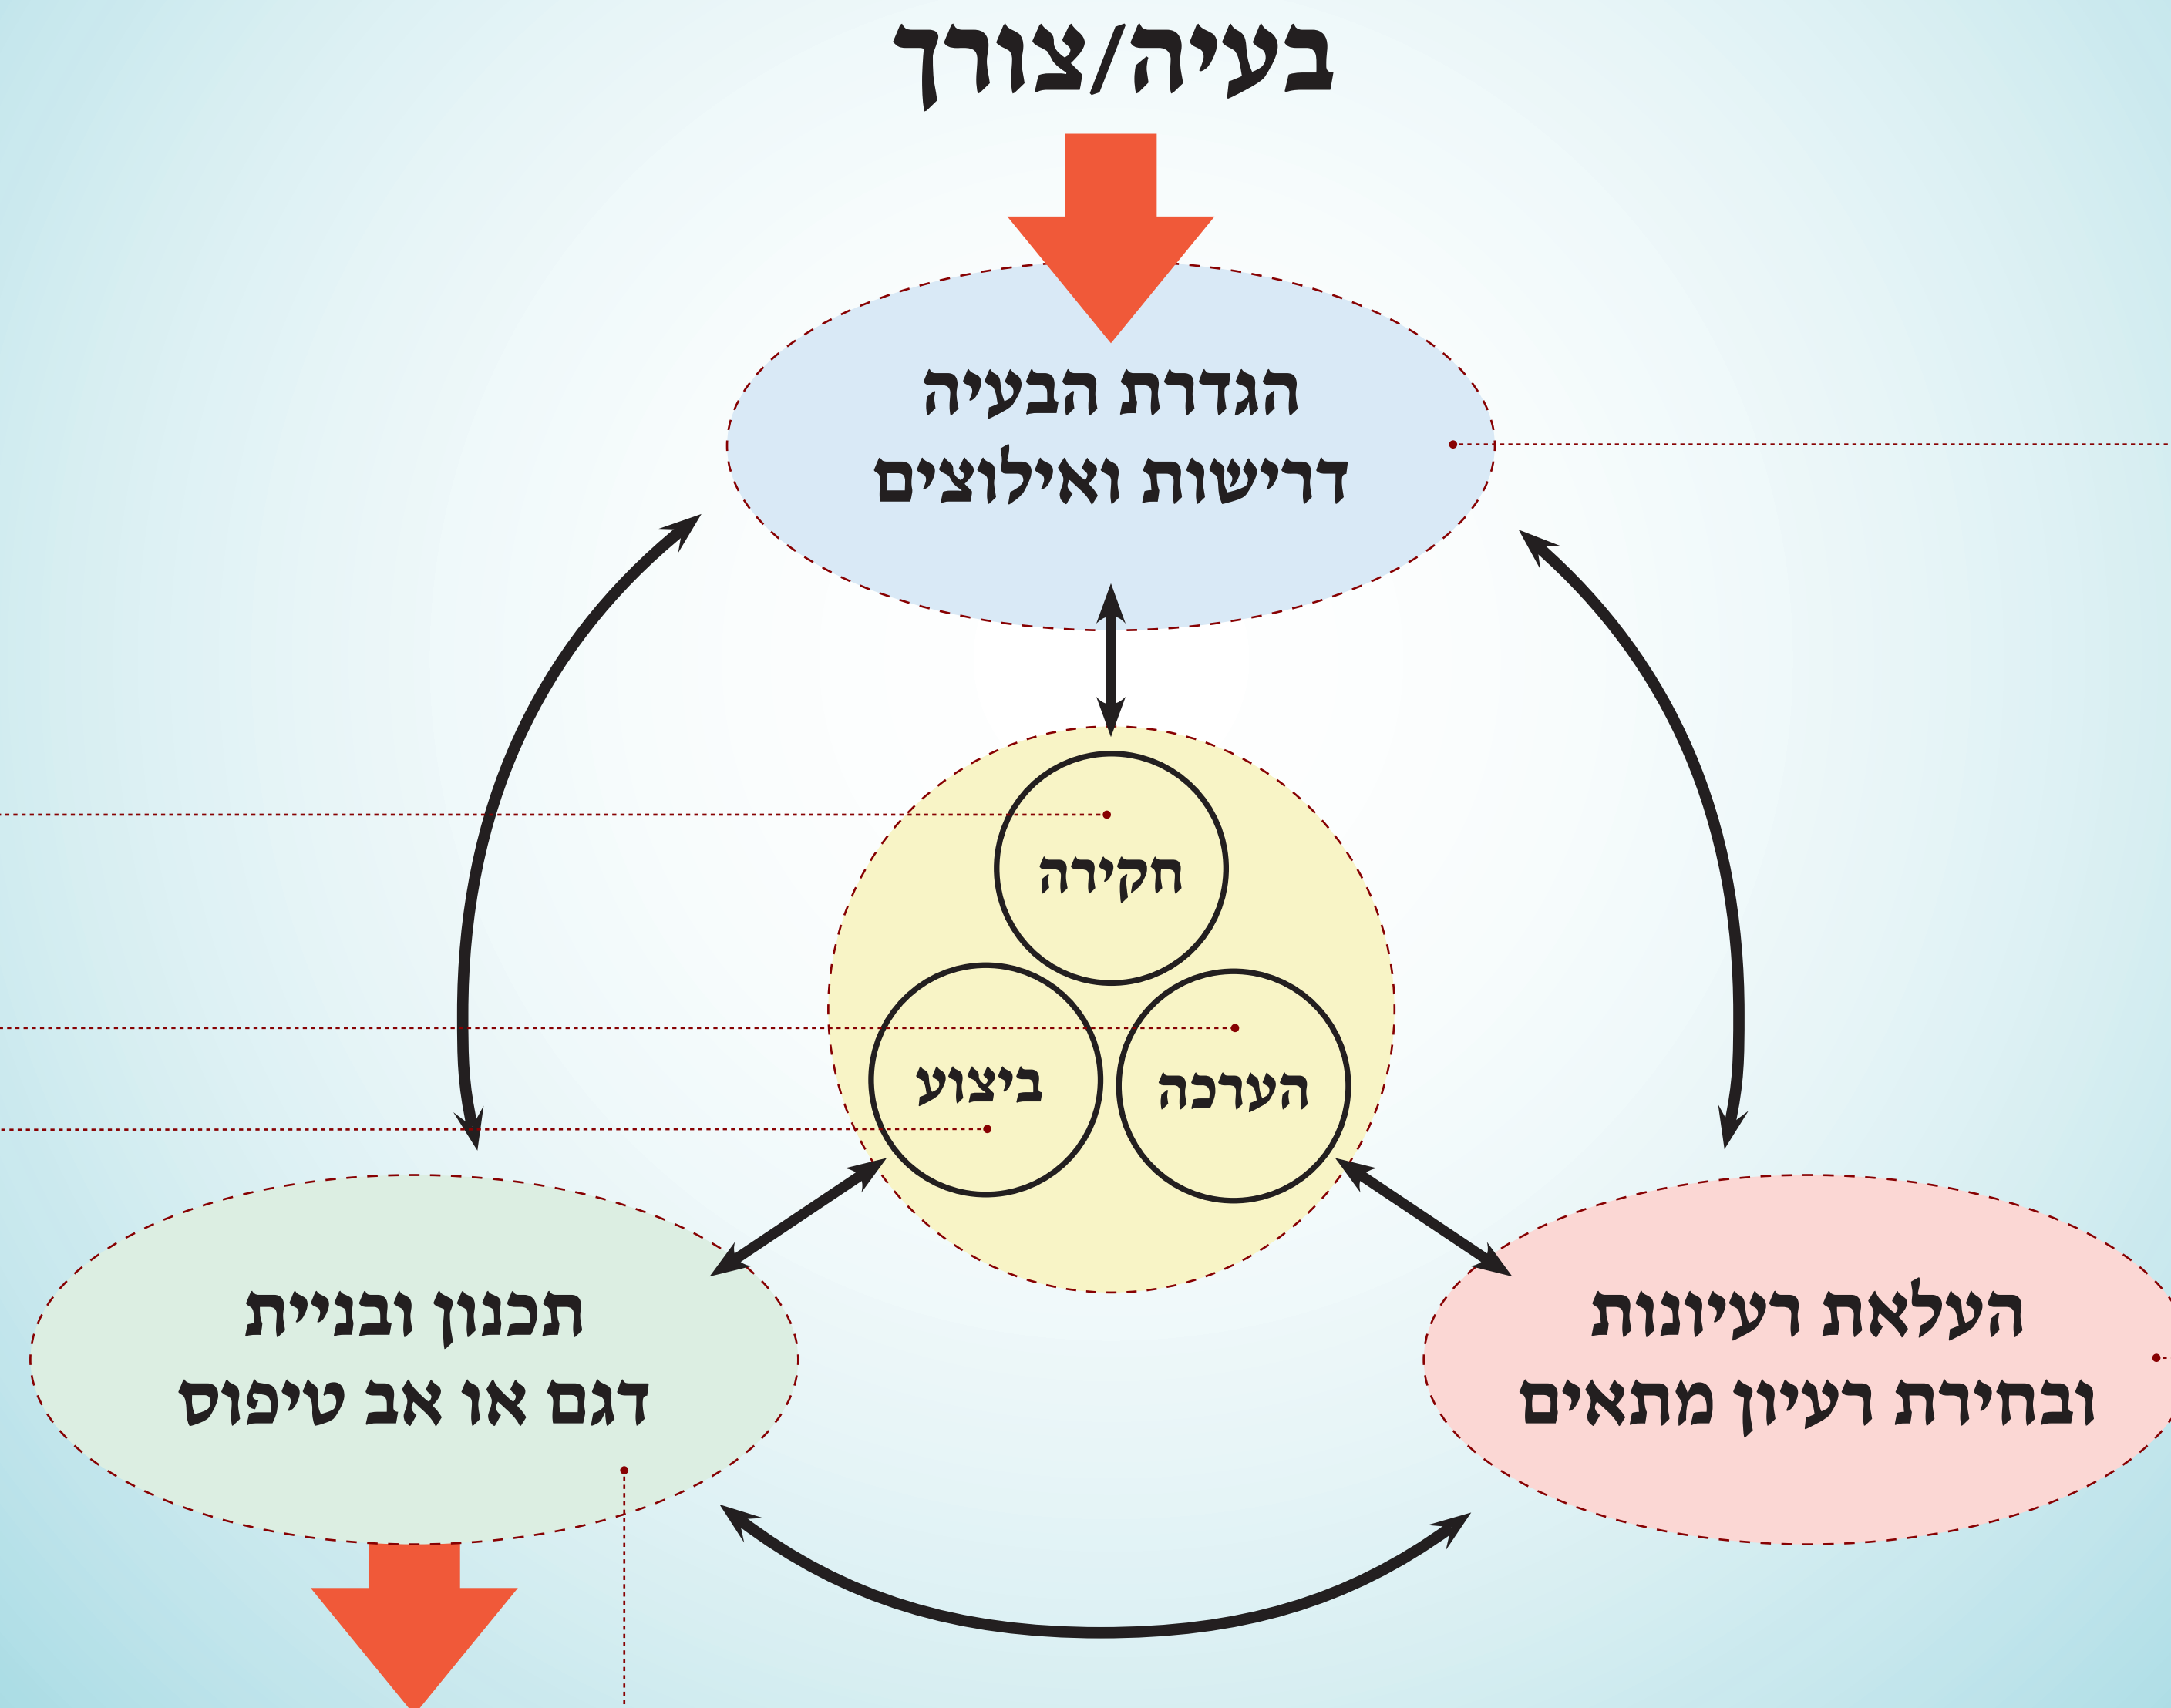 בעיה/צורך
הגדרת הבעיה
דרישות ואילוצים
חקירה
הערכה
ביצוע
העלאת רעיונות
ובחירת רעיון מתאים
תכנון ובניית
דגם או אב טיפוס